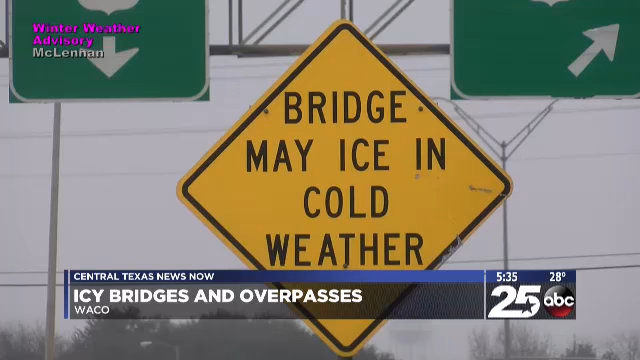 Winter Weather
Advisory
McLennan
BRIDGE
MAY ICE IN
COLD
WEATHER
CENTRAL TEXAS NEWS NOW
5:35 28°
ICY BRIDGES AND OVERPASSES
WACO
25 abc